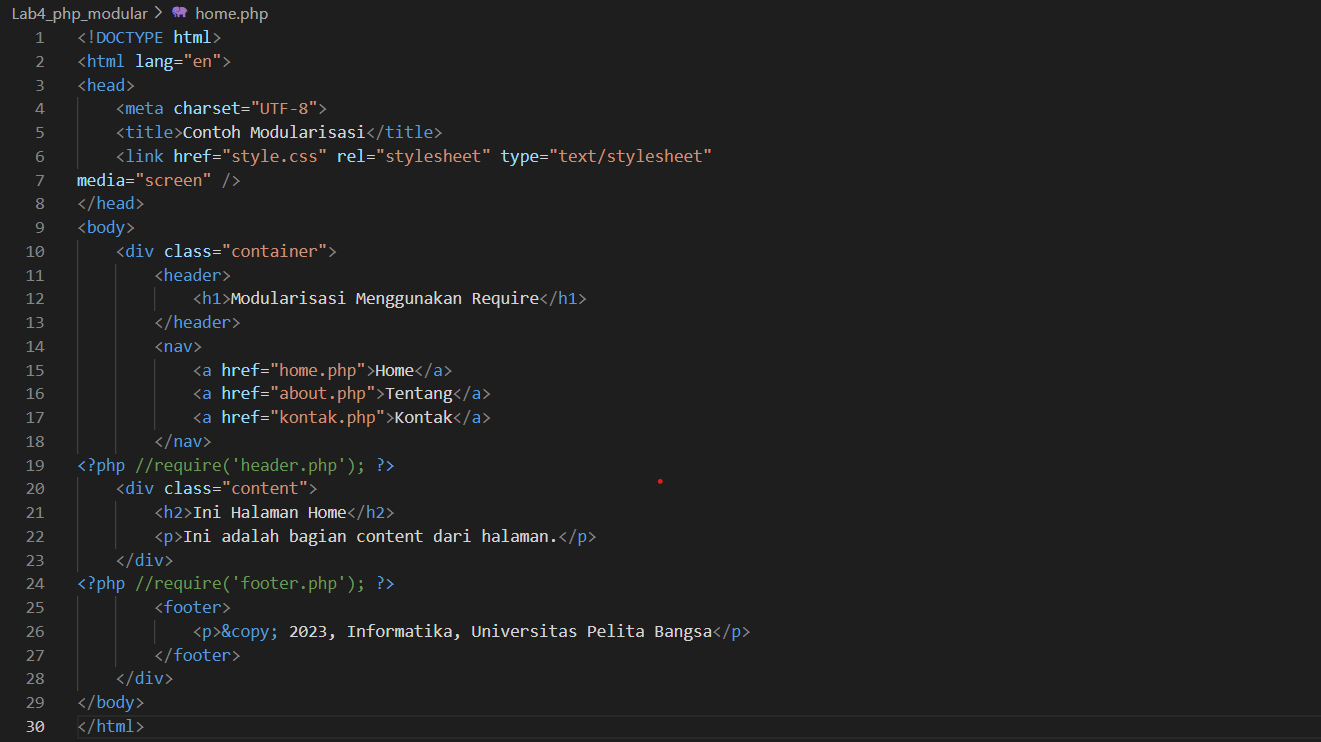 Lab4_php_modular > home.php
1 <!DOCTYPE html>
2 <html lang="en">
3 <head>
4     <meta charset="UTF-8">
5     <title>Contoh Modularisasi</title>
6     <link href="style.css" rel="stylesheet" type="text/stylesheet"
7 media="screen" />
8 </head>
9 <body>
10     <div class="container">
11         <header>
12             <h1>Modularisasi Menggunakan Require</h1>
13         </header>
14         <nav>
15             <a href="home.php">Home</a>
16             <a href="about.php">Tentang</a>
17             <a href="kontak.php">Kontak</a>
18         </nav>
19 <?php //require('header.php'); ?>
20     <div class="content">
21         <h2>Ini Halaman Home</h2>
22         <p>Ini adalah bagian content dari halaman.</p>
23     </div>
24 <?php //require('footer.php'); ?>
25         <footer>
26             <p>&copy; 2023, Informatika, Universitas Pelita Bangsa</p>
27         </footer>
28     </div>
29 </body>
30 </html>